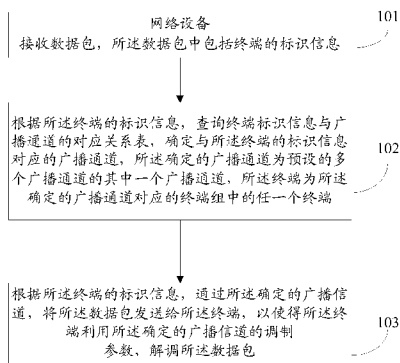 网络设备
101
接收数据包，所述数据包中包括终端的标识信息
根据所述终端的标识信息，查询终端标识信息与广
播通道的对应关系表，确定与所述终端的标识信息
对应的广播通道，所述确定的广播通道为预设的多
102
个广播通道的其中一个广播通道，所述终端为所述
确定的广播通道对应的终端组中的任一个终端
根据所述终端的标识信息，通过所述确定的广播信
道，将所述数据包发送给所述终端，以使得所述终
端利用所述确定的广播信道的调制
103
参数、解调所述数据包